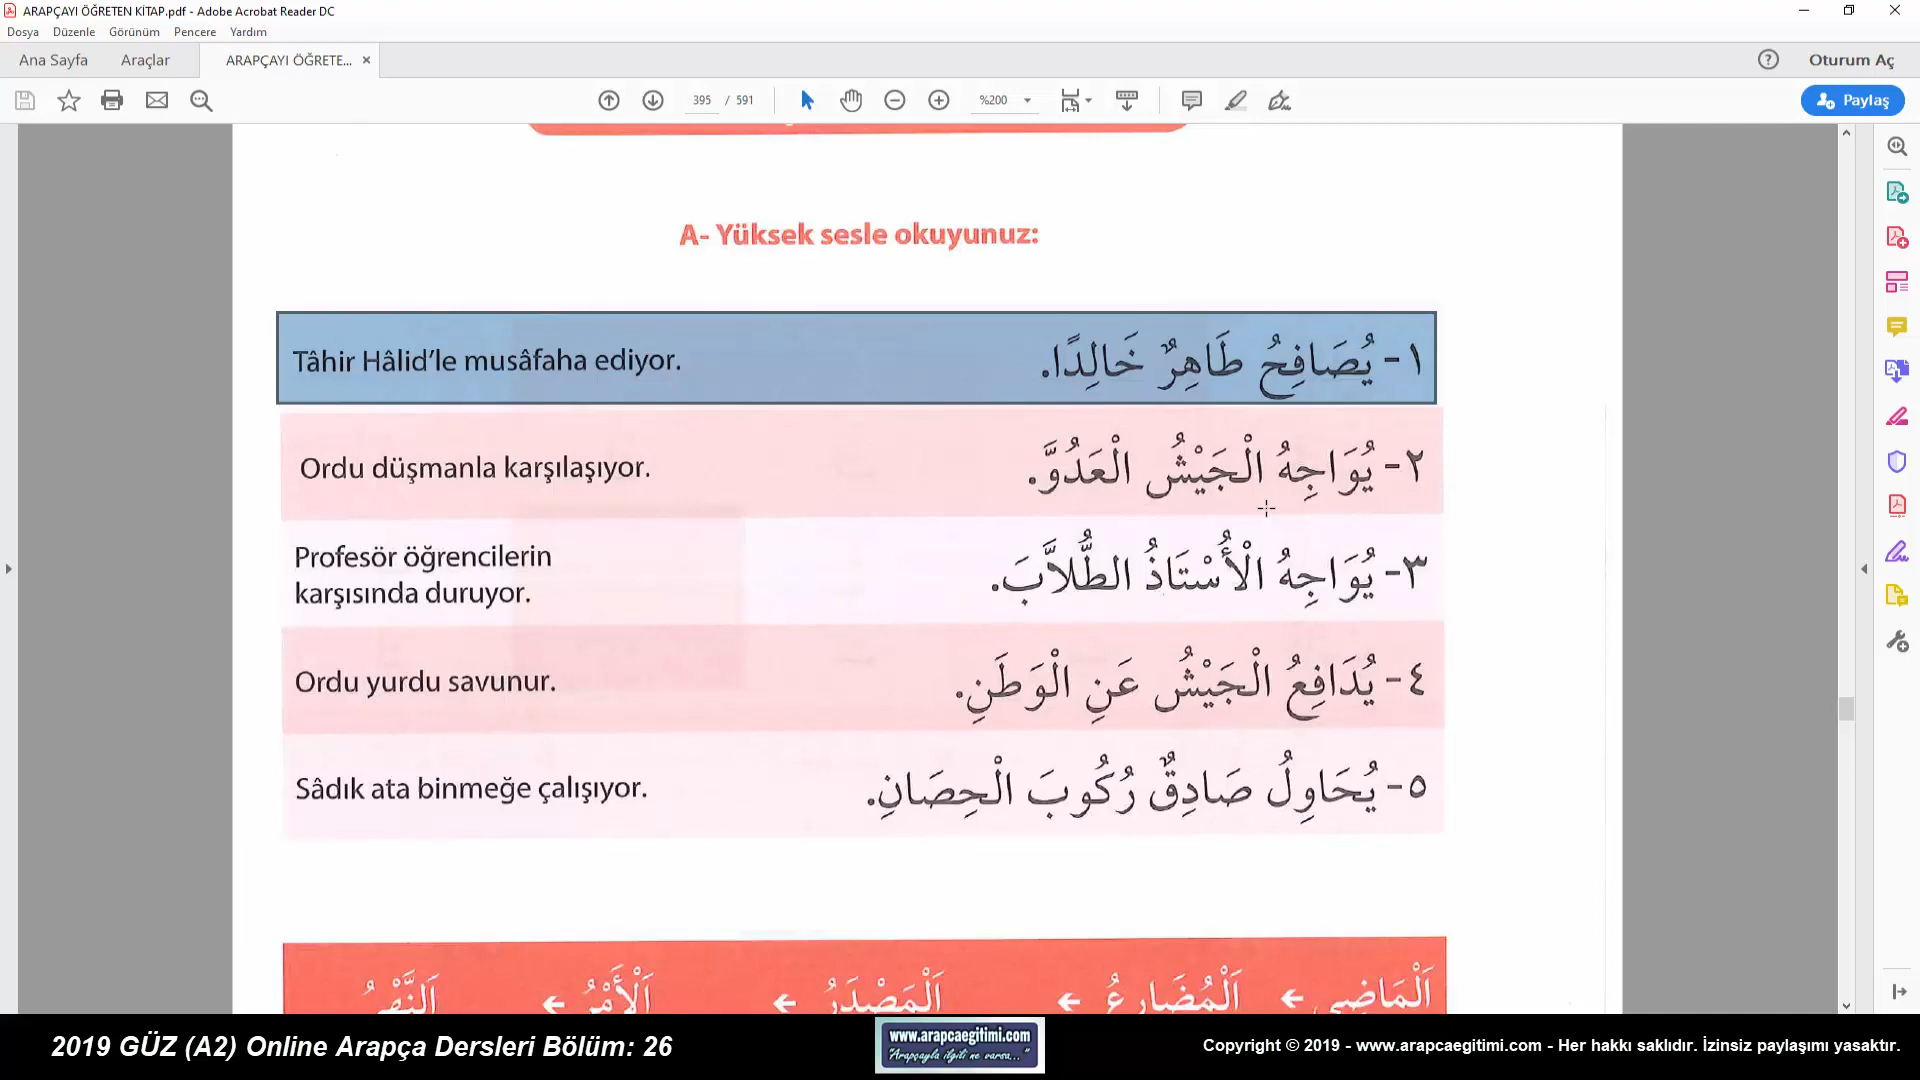 ARAPÇAYI ÖĞRETEN KİTAP.pdf - Adobe Acrobat Reader DC
Dosya Düzenle Görünüm Pencere Yardım
Ana Sayfa Araçlar ARAPÇAYI ÖĞRETE... Oturum Aç
395 / 591 %200 Paylaş
A- Yüksek sesle okuyunuz:
Tâhir Hâlid’le musâfaha ediyor.
١- يُصَافِحُ طَاهِرٌ خَالِدًا.
Ordu düşmanla karşılaşıyor.
٢- يُوَاجِهُ الْجَيْشُ الْعَدُوَّ.
Profesör öğrencilerin
karşısında duruyor.
٣- يُوَاجِهُ الْأُسْتَاذُ الطُّلَّابَ.
Ordu yurdu savunur.
٤- يُدَافِعُ الْجَيْشُ عَنِ الْوَطَنِ.
Sâdık ata binmeğe çalışıyor.
٥- يُحَاوِلُ صَادِقٌ رُكُوبَ الْحِصَانِ.
اَلْمَاضِي ← اَلْمُضَارِعُ ← اَلْمَصْدَرُ ← اَلْأَمْرُ ← اَلنَّهْيُ
2019 GÜZ (A2) Online Arapça Dersleri Bölüm: 26
www.arapcaegitimi.com
"Arapçayla ilgili ne varsa..."
Copyright © 2019 - www.arapcaegitimi.com - Her hakkı saklıdır. İzinsiz paylaşımı yasaktır.